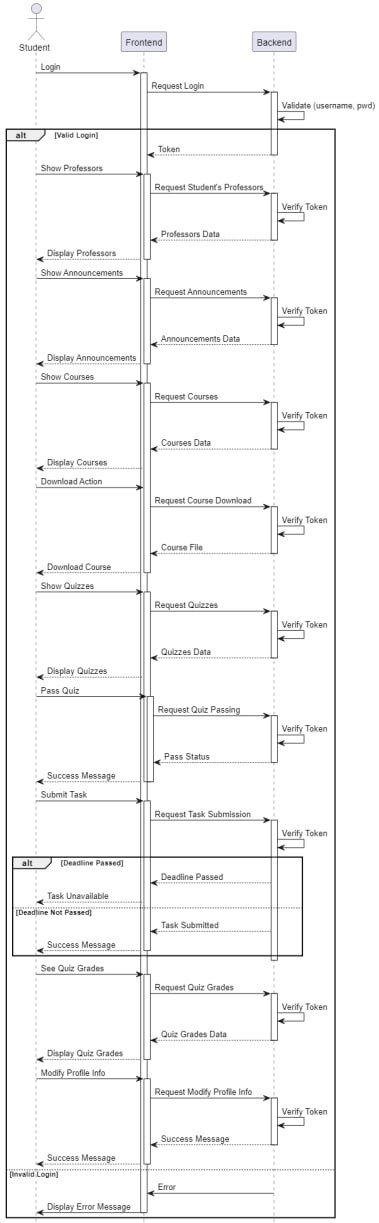 Student
Frontend
Backend
Login
Request Login
Validate (username, pwd)
alt [Valid Login]
Token
Show Professors
Request Student's Professors
Verify Token
Professors Data
Display Professors
Show Announcements
Request Announcements
Verify Token
Announcements Data
Display Announcements
Show Courses
Request Courses
Verify Token
Courses Data
Display Courses
Download Action
Request Course Download
Verify Token
Course File
Download Course
Show Quizzes
Request Quizzes
Verify Token
Quizzes Data
Display Quizzes
Pass Quiz
Request Quiz Passing
Verify Token
Pass Status
Success Message
Submit Task
Request Task Submission
Verify Token
alt [Deadline Passed]
Deadline Passed
Task Unavailable
[Deadline Not Passed]
Task Submitted
Success Message
See Quiz Grades
Request Quiz Grades
Verify Token
Quiz Grades Data
Display Quiz Grades
Modify Profile Info
Request Modify Profile Info
Verify Token
Success Message
Success Message
[Invalid Login]
Error
Display Error Message